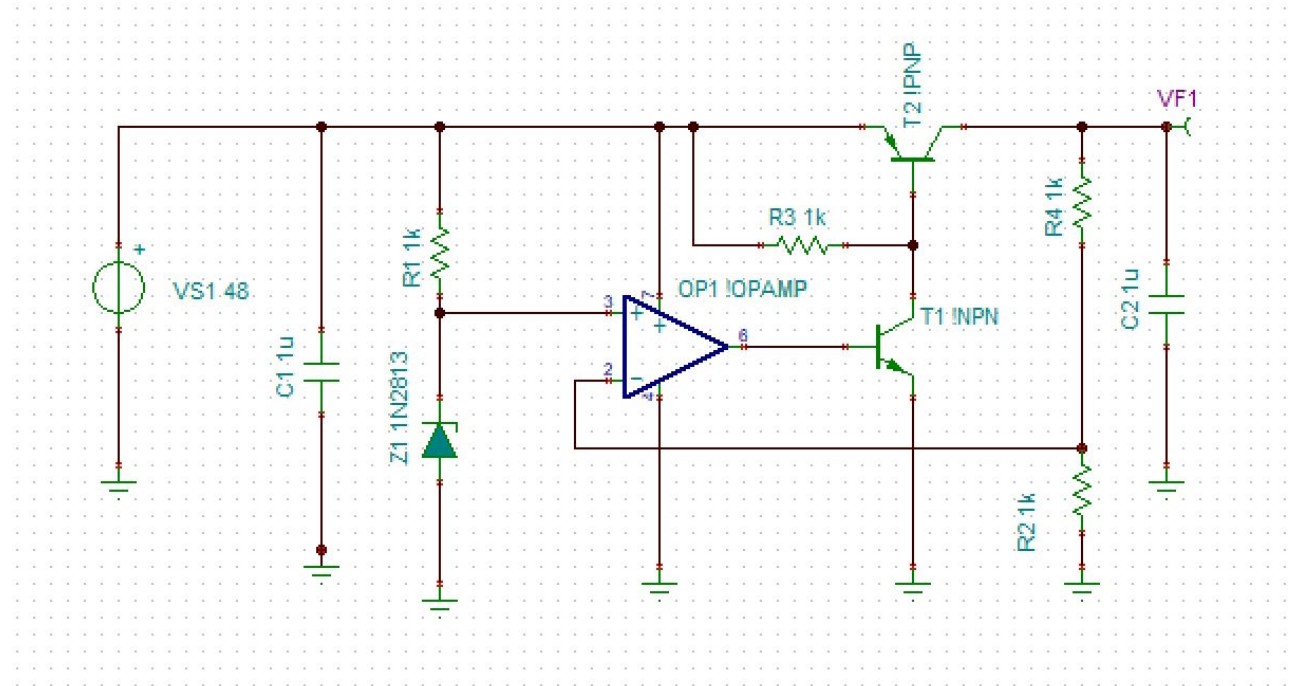 T2 !PNP
VF1
+
VS1 48
C1 1u
R1 1k
Z1 1N2813
R3 1k
OP1 !OPAMP
3
7
+
+
2
−
4
6
T1 !NPN
R4 1k
C2 1u
R2 1k